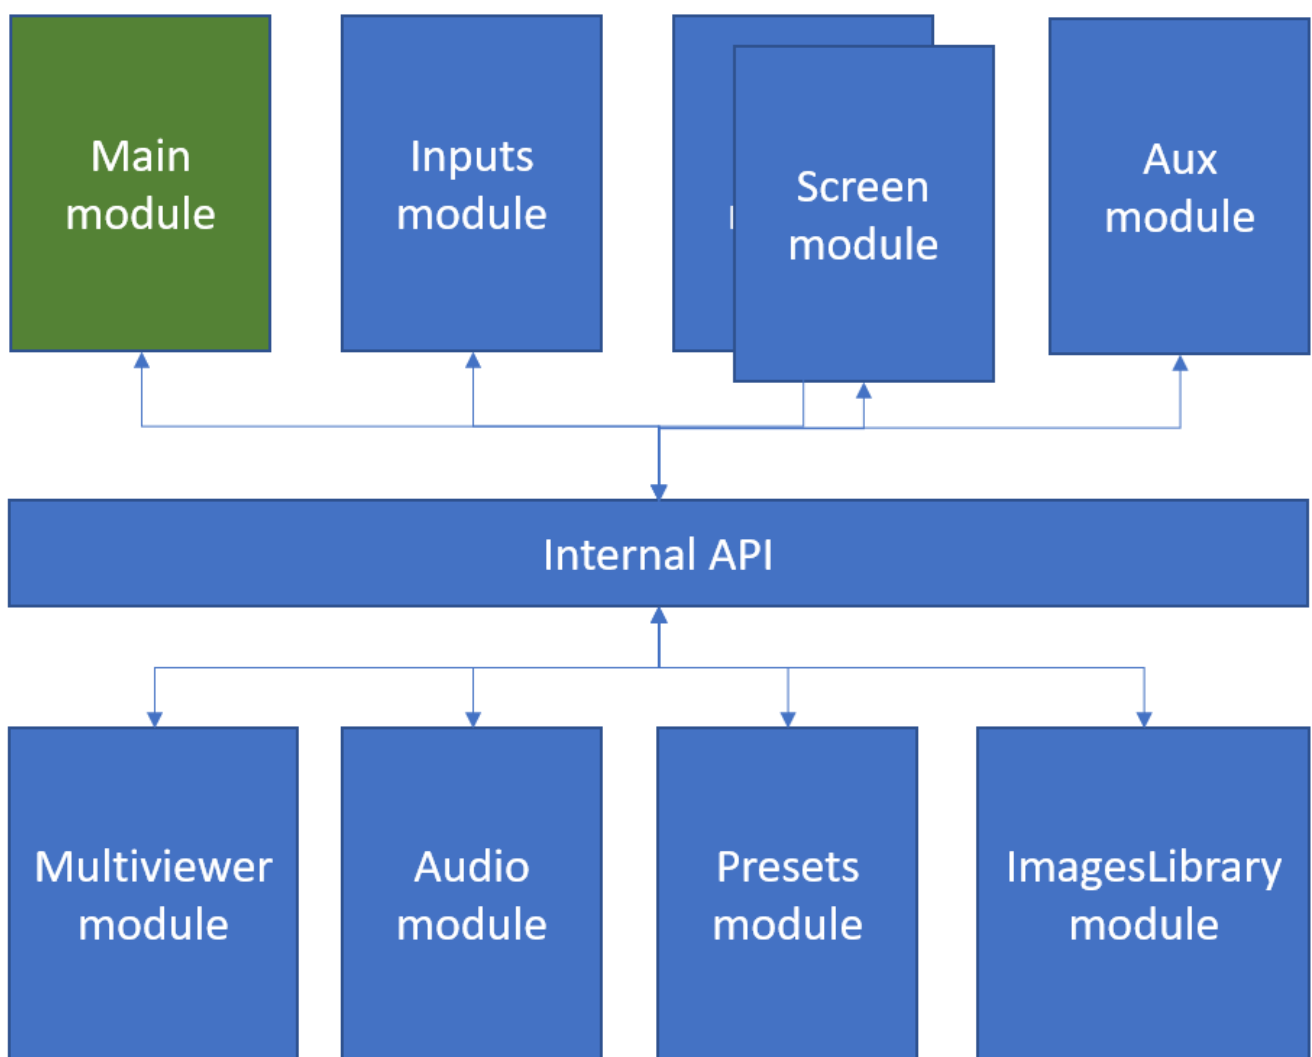 Main
module
Inputs
module
Screen
module
Aux
module
Internal API
Multiviewer
module
Audio
module
Presets
module
ImagesLibrary
module